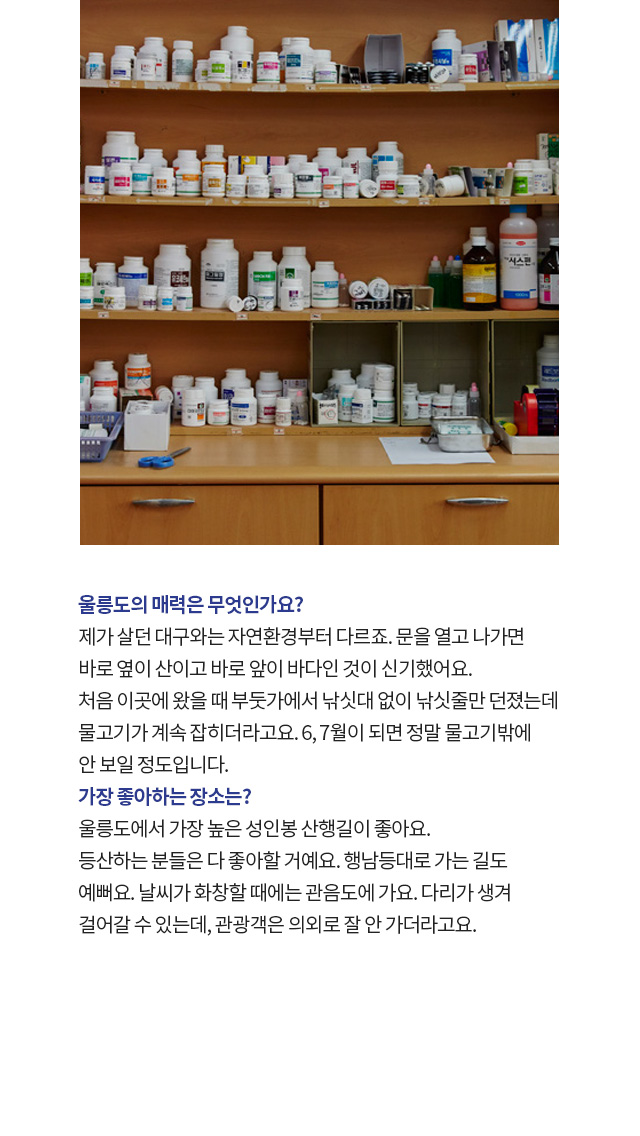 시스펜
울릉도의 매력은 무엇인가요?
제가 살던 대구와는 자연환경부터 다르죠. 문을 열고 나가면
바로 옆이 산이고 바로 앞이 바다인 것이 신기했어요.
처음 이곳에 왔을 때 부둣가에서 낚싯대 없이 낚싯줄만 던졌는데
물고기가 계속 잡히더라고요. 6, 7월이 되면 정말 물고기밖에
안 보일 정도입니다.
가장 좋아하는 장소는?
울릉도에서 가장 높은 성인봉 산행길이 좋아요.
등산하는 분들은 다 좋아할 거예요. 행남등대로 가는 길도
예뻐요. 날씨가 화창할 때에는 관음도에 가요. 다리가 생겨
걸어갈 수 있는데, 관광객은 의외로 잘 안 가더라고요.